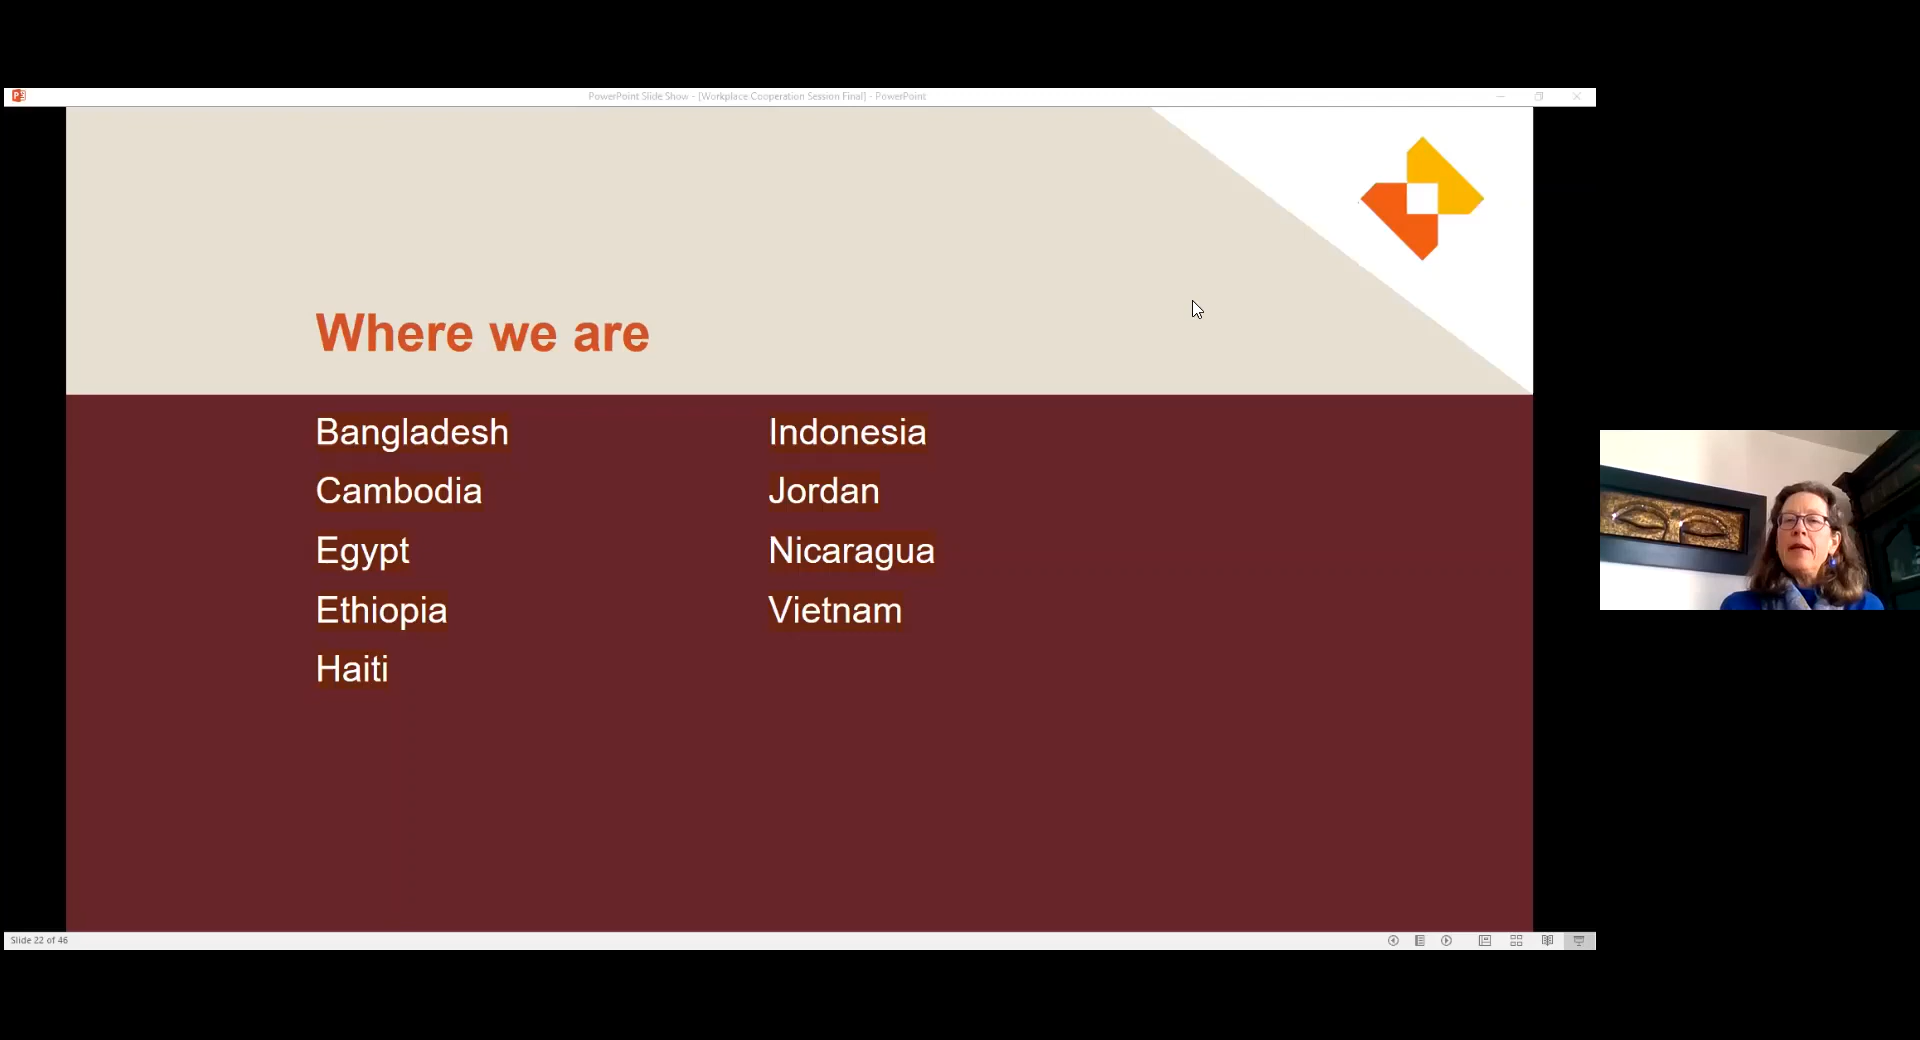 PowerPoint Slide Show - [Workplace Cooperation Session Final] - PowerPoint
Where we are
Bangladesh
Cambodia
Egypt
Ethiopia
Haiti
Indonesia
Jordan
Nicaragua
Vietnam
Slide 22 of 46